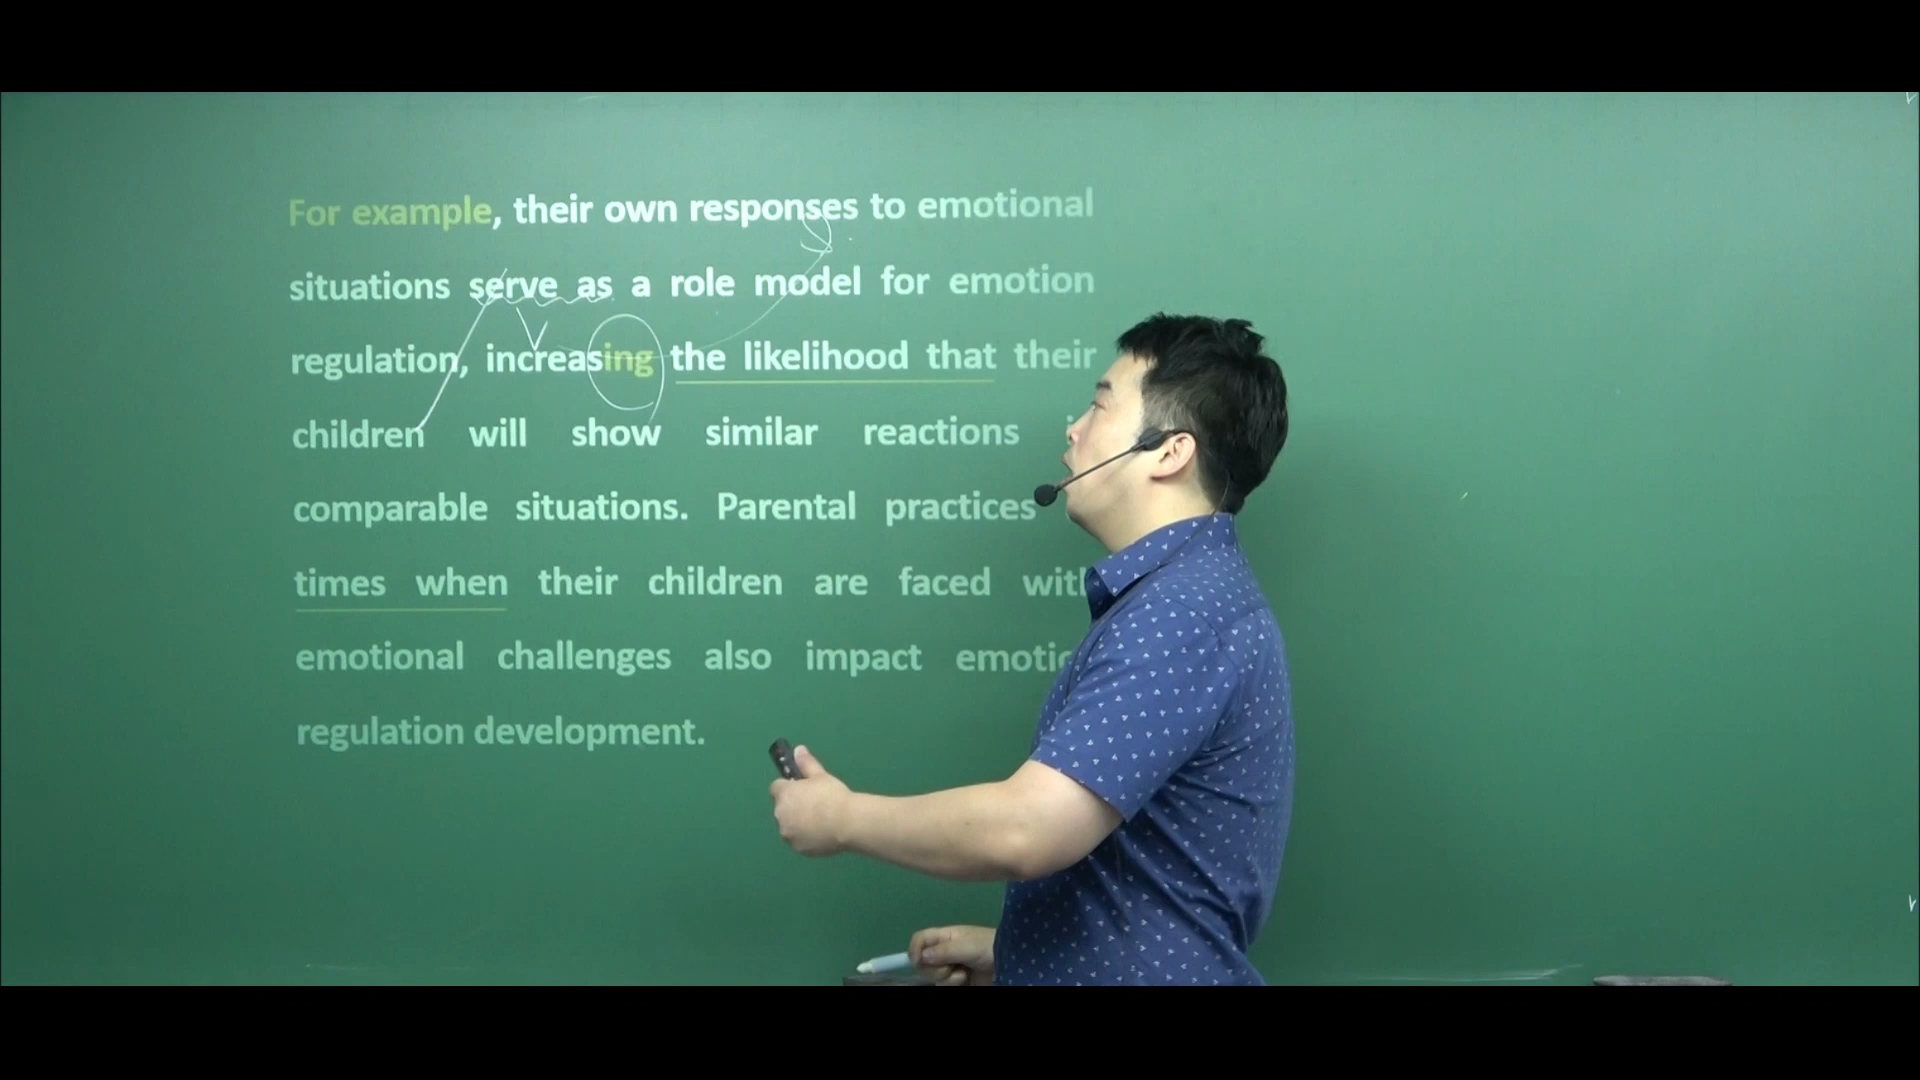 For example, their own responses to emotional
situations serve as a role model for emotion
regulation, increasing the likelihood that their
children will show similar reactions
comparable situations. Parental practices
times when their children are faced with
emotional challenges also impact
regulation development.
V